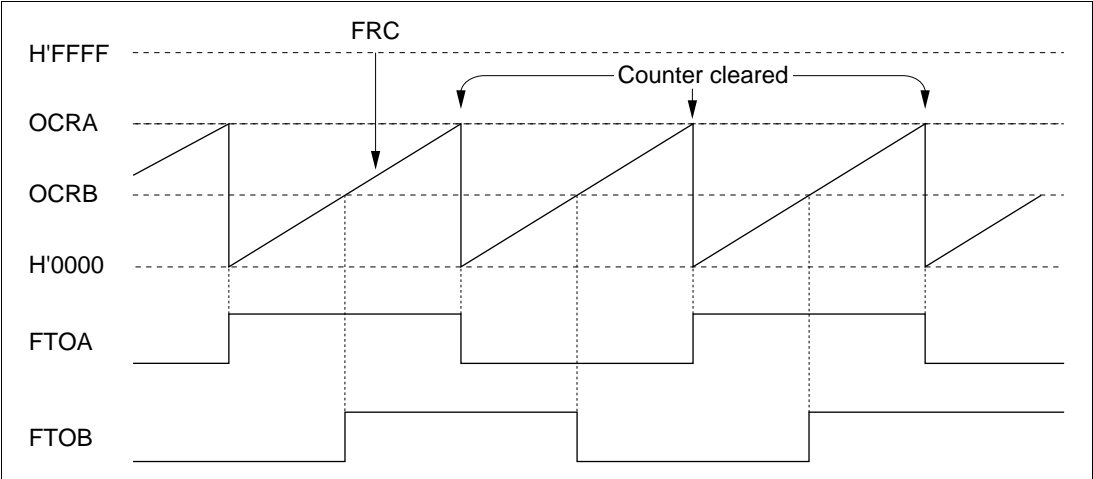 FRC
H'FFFF
Counter cleared
OCRA
OCRB
H'0000
FTOA
FTOB